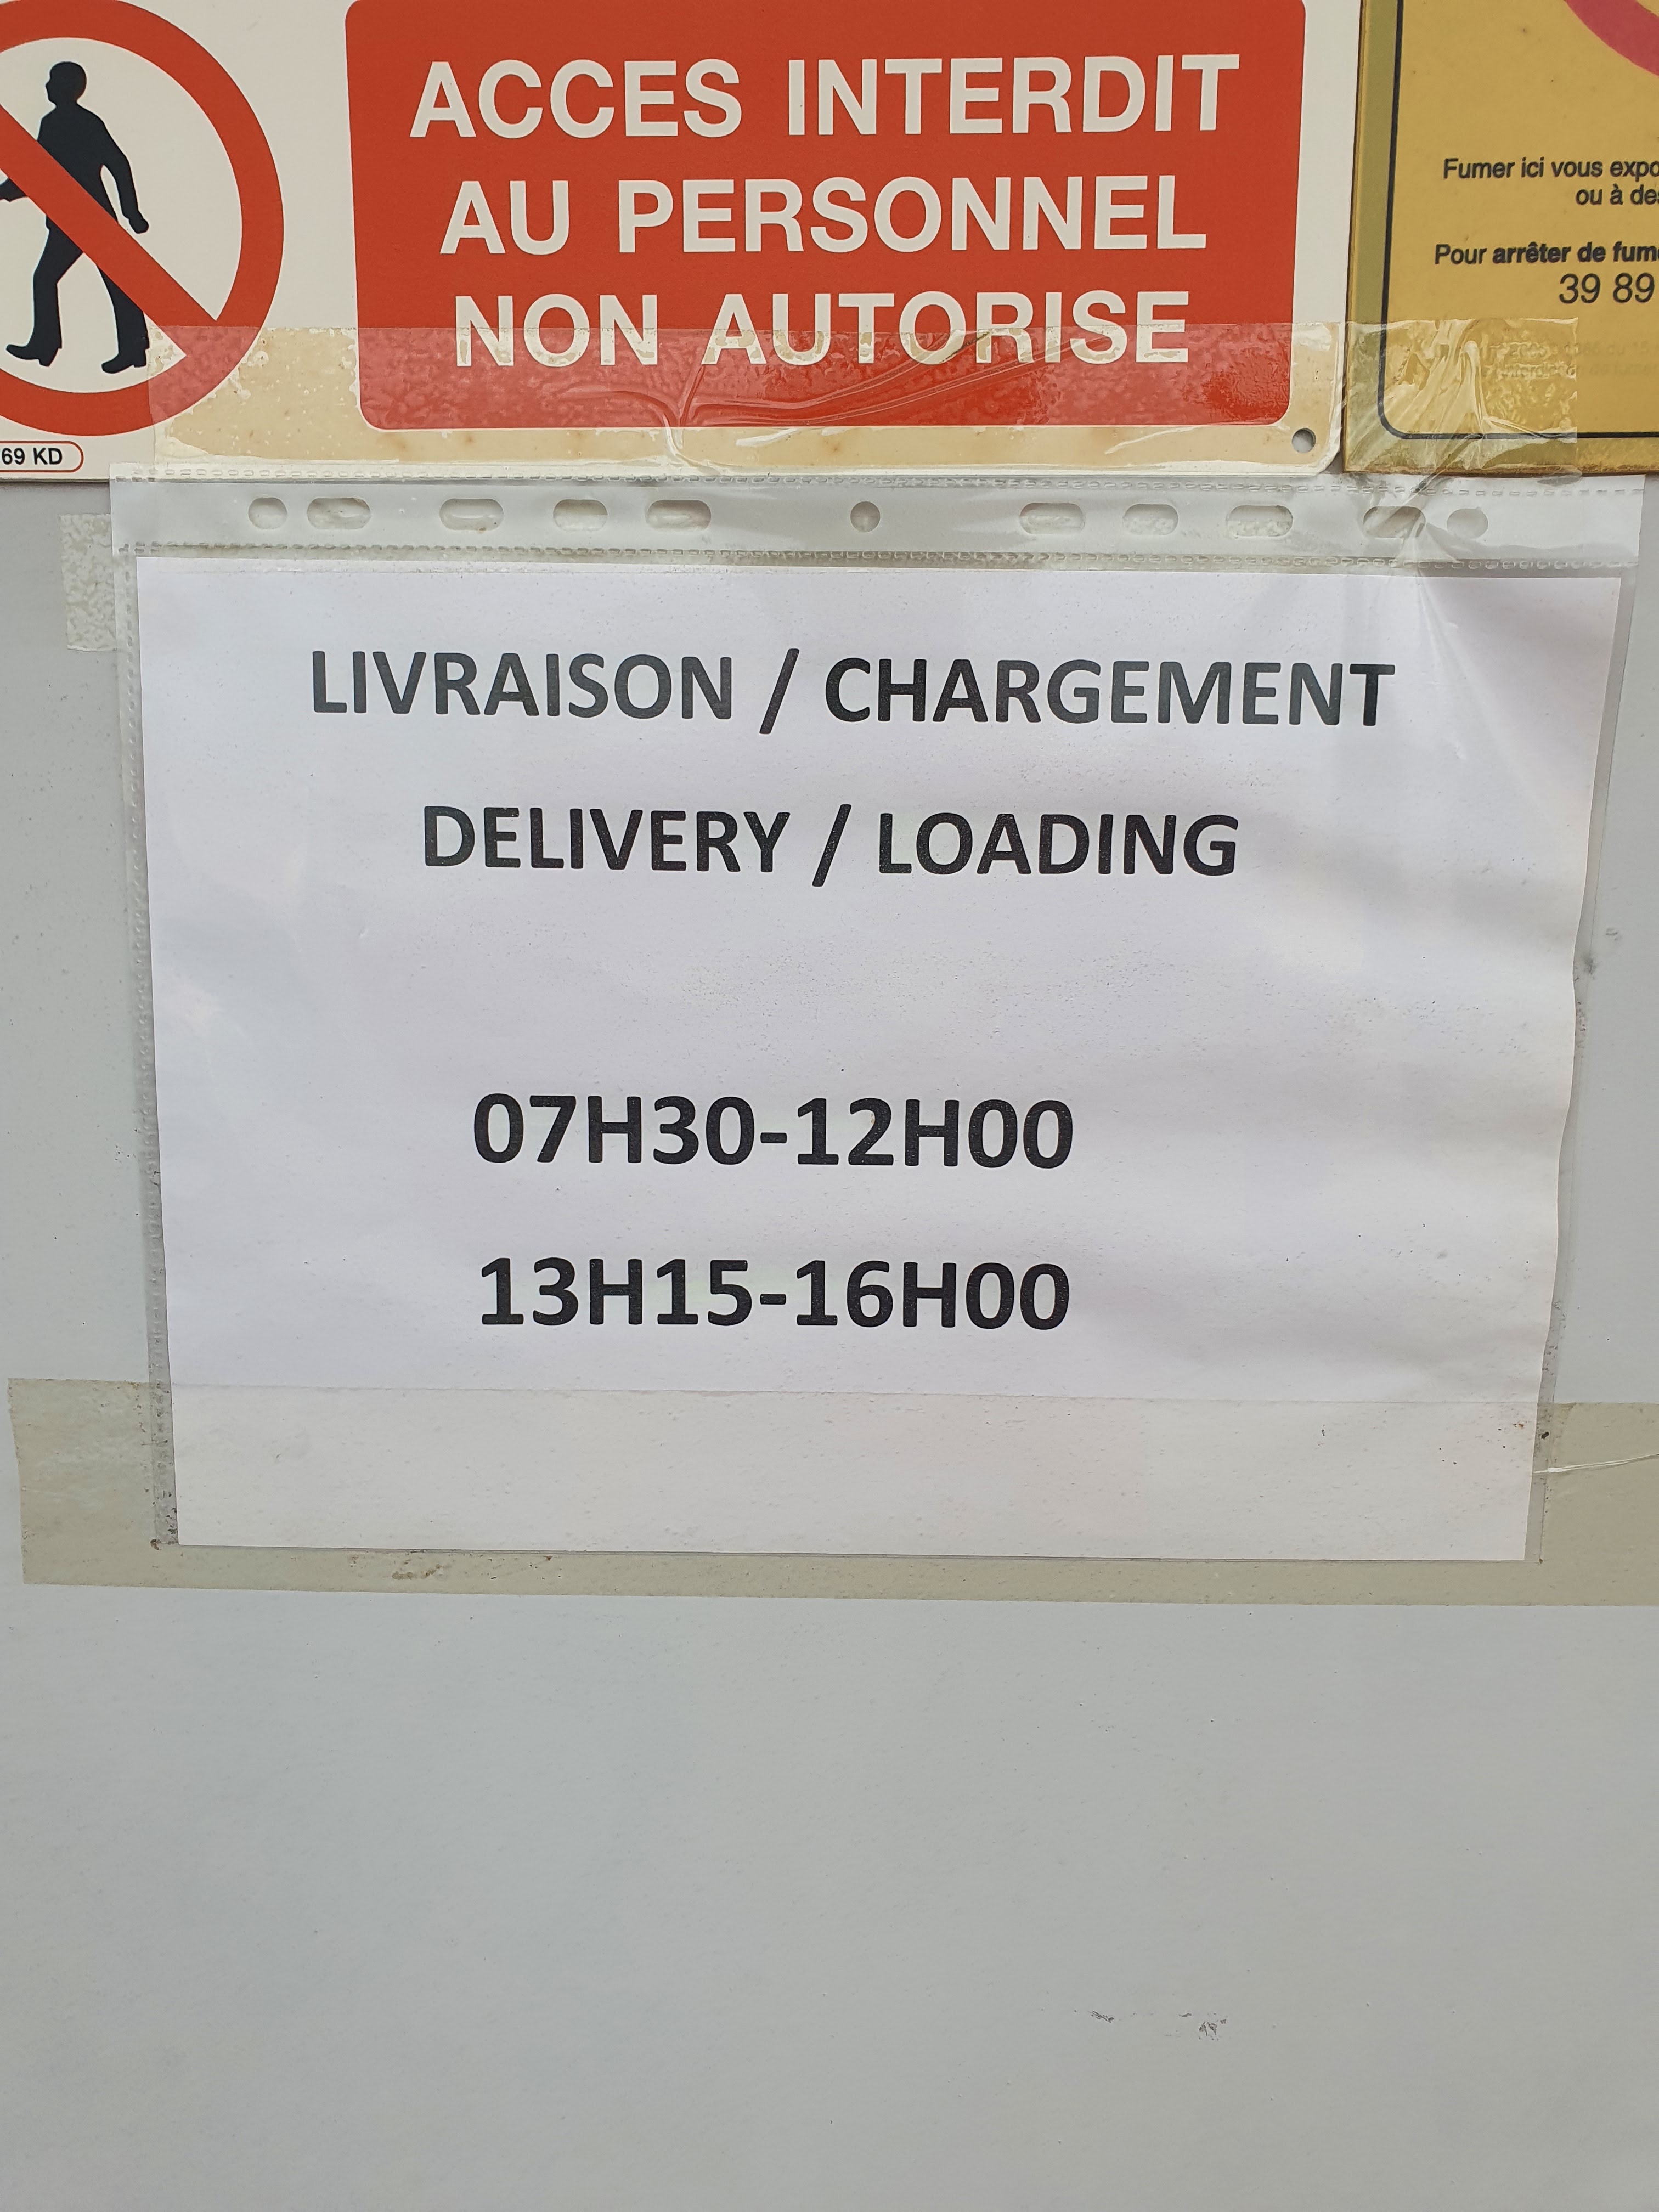 ACCES INTERDIT
AU PERSONNEL
NON AUTORISE
69 KD
Fumer ici vous
ou à
Pour arrêter de
39 89
LIVRAISON / CHARGEMENT
DELIVERY / LOADING
07H30-12H00
13H15-16H00